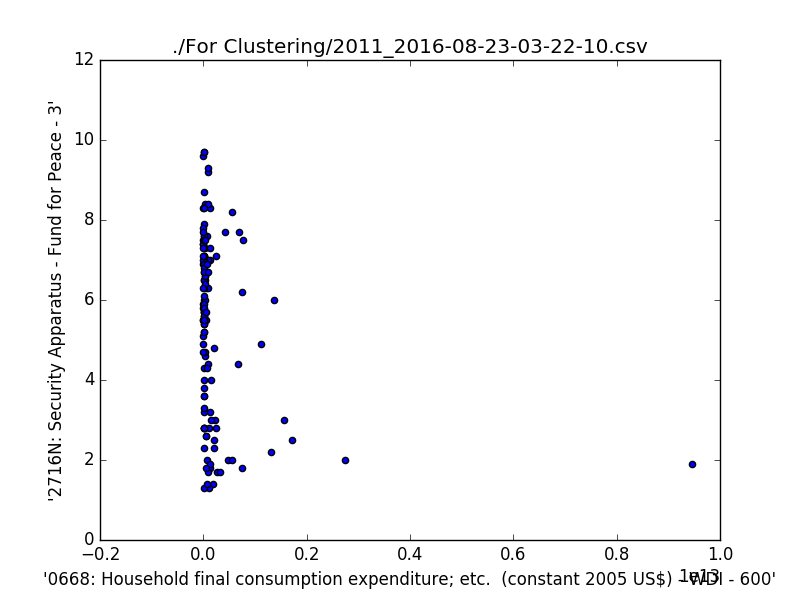 ./For Clustering/2011_2016-08-23-03-22-10.csv
12
10
8
6
4
2
0
'2716N: Security Apparatus - Fund for Peace - 3'
−0.2 0.0 0.2 0.4 0.6 0.8 1.0
1e13
'0668: Household final consumption expenditure; etc.  (constant 2005 US$) - WDI - 600'